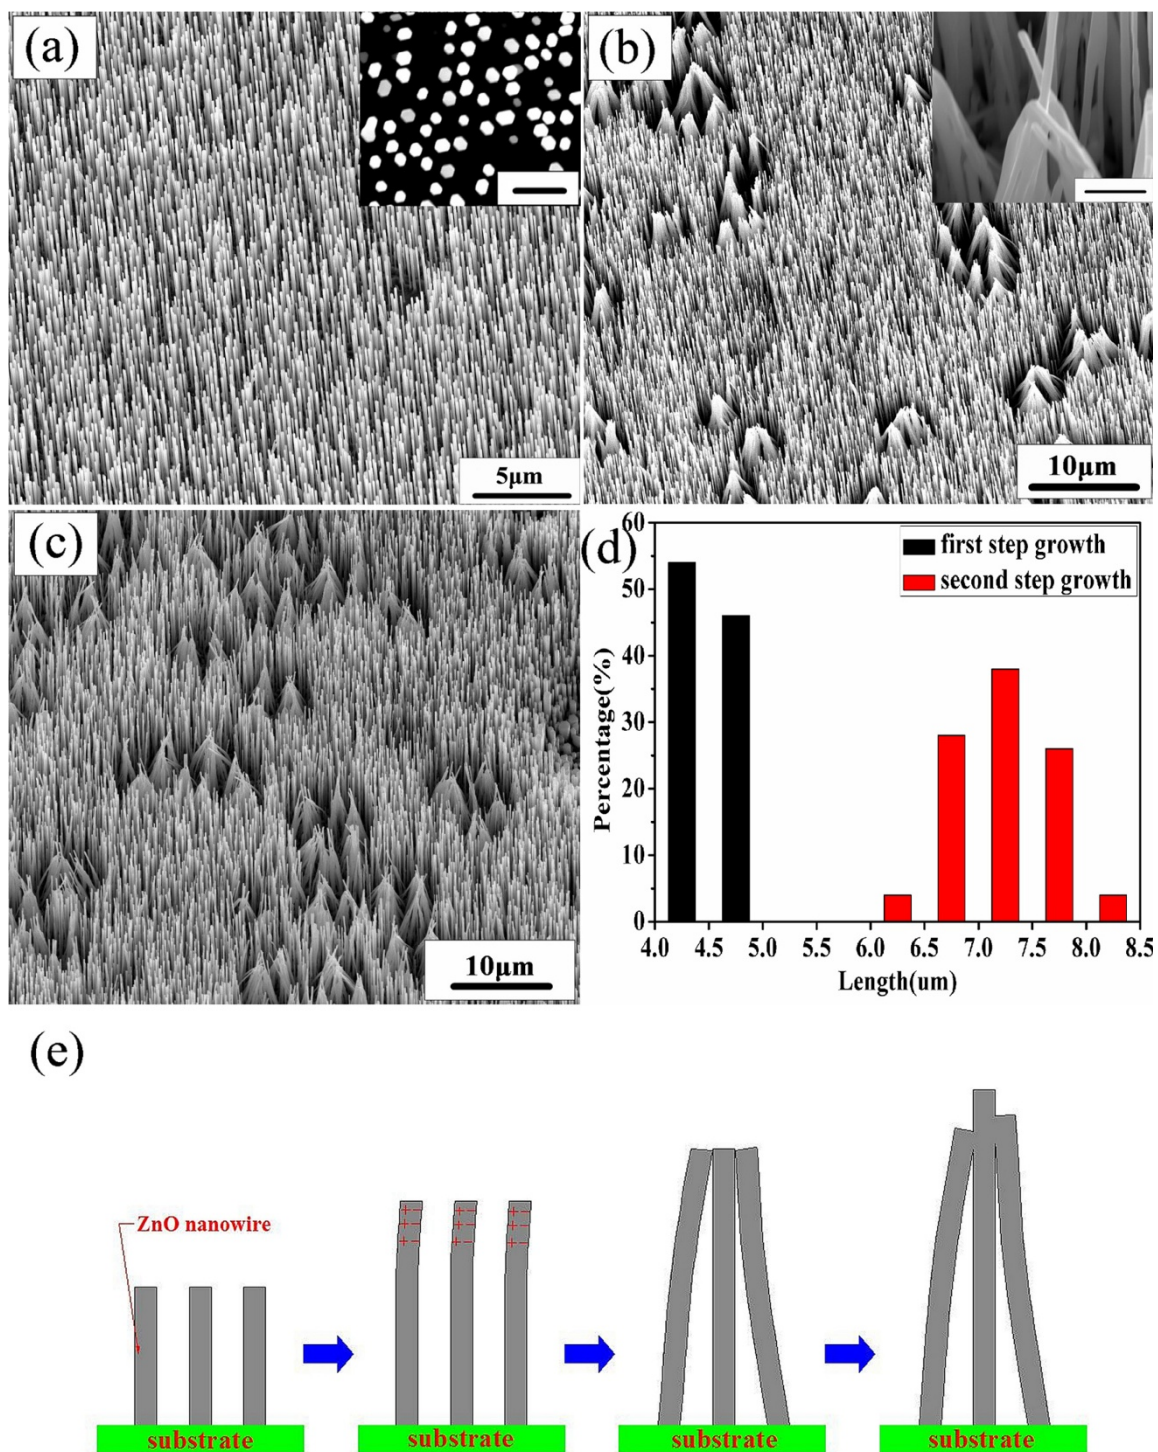 (a)
5μm
(b)
10μm
(c)
10μm
(d)
first step growth
second step growth
Percentage(%)
60
50
40
30
20
10
0
4.0 4.5 5.0 5.5 6.0 6.5 7.0 7.5 8.0 8.5
Length(um)
(e)
ZnO nanowire
+ - + - + -
+ - + - + -
+ - + - + -
substrate substrate substrate substrate